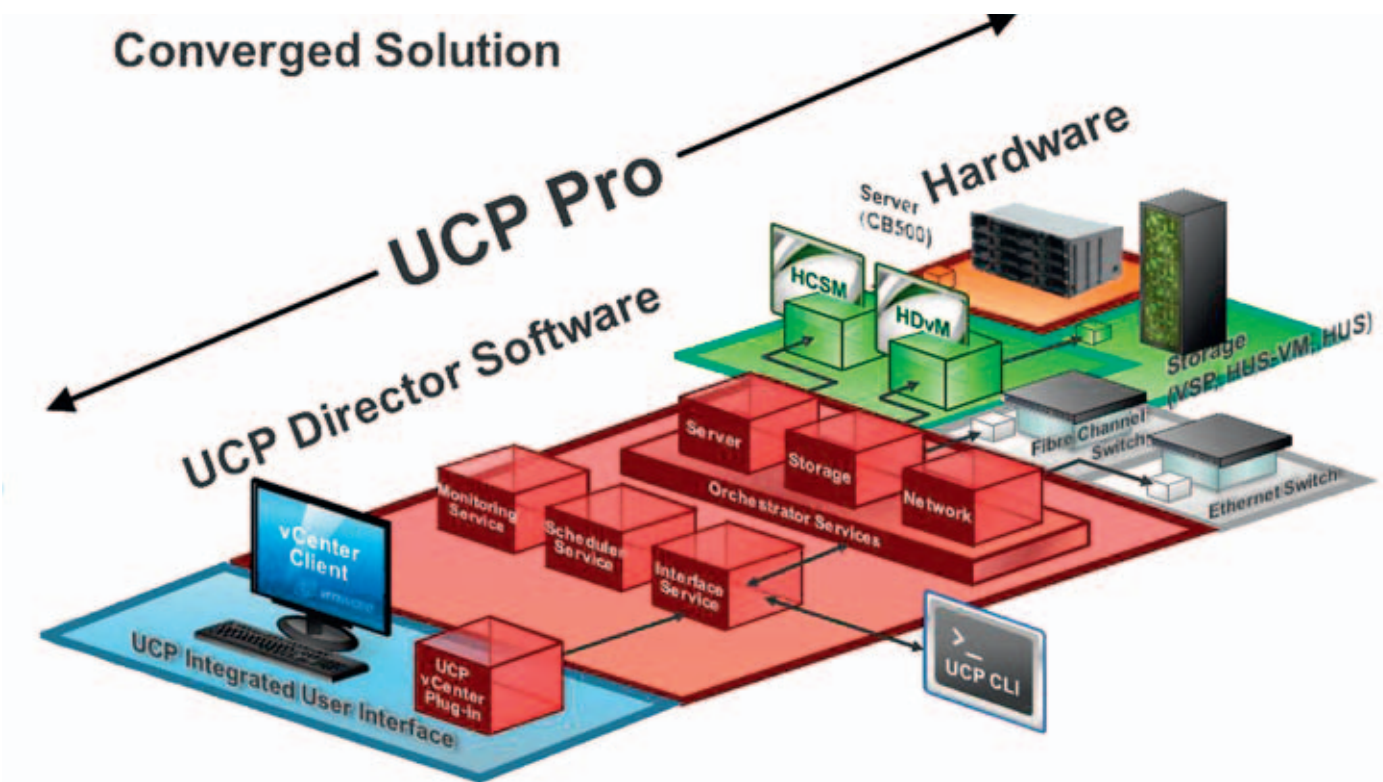 Converged Solution
UCP Pro
Hardware
Server
(CB500)
HCSM
HDvM
UCP Director Software
Storage
(VSP, HUS-VM, HUS)
Server
Storage
Network
Orchestrator Services
Fibre Channel
Switch
Ethernet Switch
Monitoring
Service
Scheduler
Service
Interface
Service
vCenter
Client
vmware
UCP
vCenter
Plug-In
UCP Integrated User Interface
>_
UCP CLI